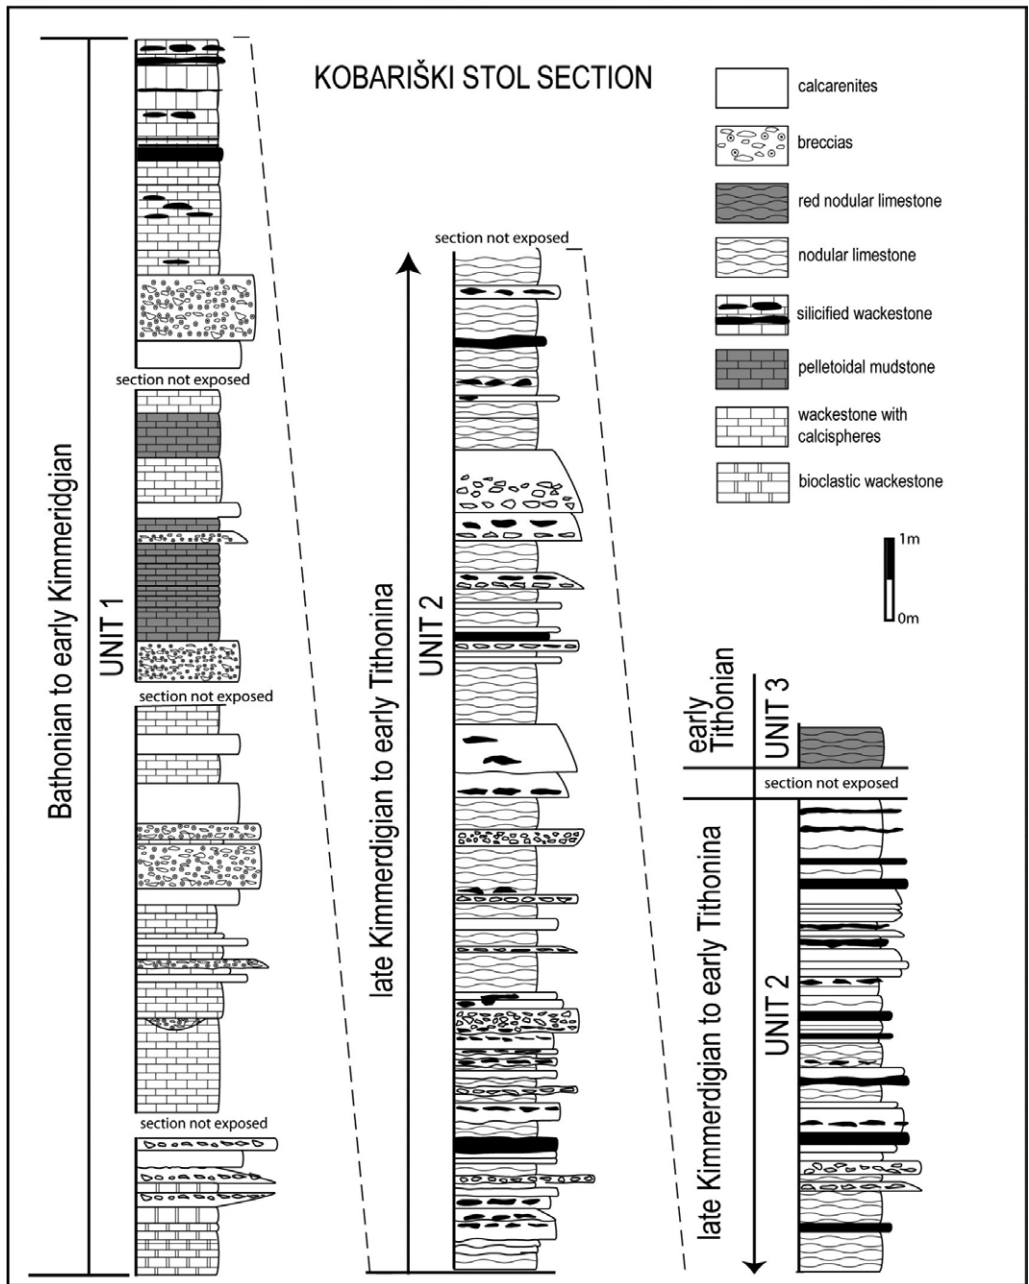 KOBARIŠKI STOL SECTION
calcarenites
breccias
red nodular limestone
nodular limestone
silicified wackestone
pelletoidal mudstone
wackestone with
calcispheres
bioclastic wackestone
1m
0m
Bathonian to early Kimmeridgian
UNIT 1
section not exposed
section not exposed
section not exposed
section not exposed
late Kimmerdigian to early Tithonina
UNIT 2
early
Tithonian
UNIT 3
section not exposed
late Kimmerdigian to early Tithonina
UNIT 2